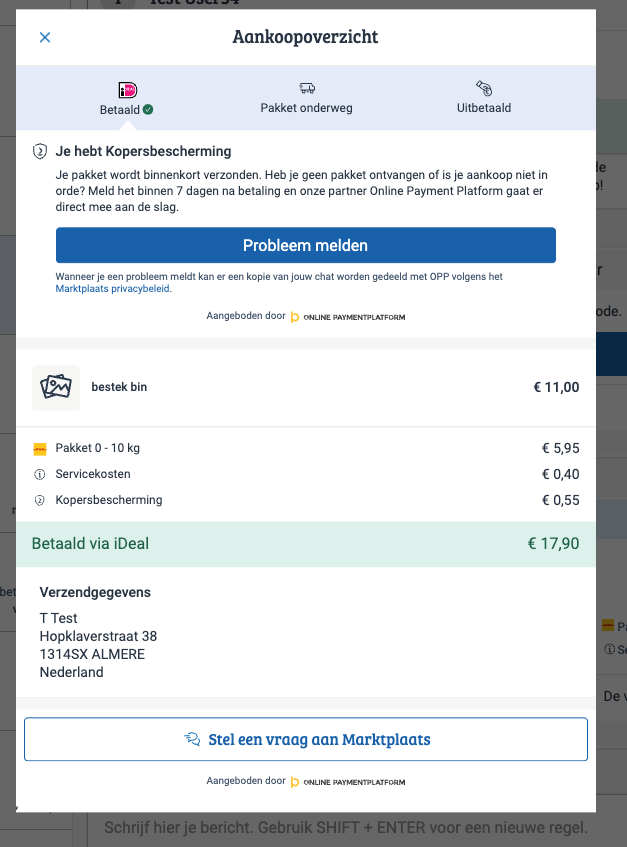 Test User34
Aankoopoverzicht
Betaald
Pakket onderweg
Uitbetaald
Je hebt Kopersbescherming
Je pakket wordt binnenkort verzonden. Heb je geen pakket ontvangen of is je aankoop niet in
orde? Meld het binnen 7 dagen na betaling en onze partner Online Payment Platform gaat er
direct mee aan de slag.
Probleem melden
Wanneer je een probleem meldt kan er een kopie van jouw chat worden gedeeld met OPP volgens het
Marktplaats privacybeleid.
Aangeboden door ONLINE PAYMENTPLATFORM
bestek bin € 11,00
Pakket 0 - 10 kg € 5,95
Servicekosten € 0,40
Kopersbescherming € 0,55
Betaald via iDeal € 17,90
Verzendgegevens
T Test
Hopklaverstraat 38
1314SX ALMERE
Nederland
De v
Stel een vraag aan Marktplaats
Aangeboden door ONLINE PAYMENTPLATFORM
Schrijf hier je bericht. Gebruik SHIFT + ENTER voor een nieuwe regel.